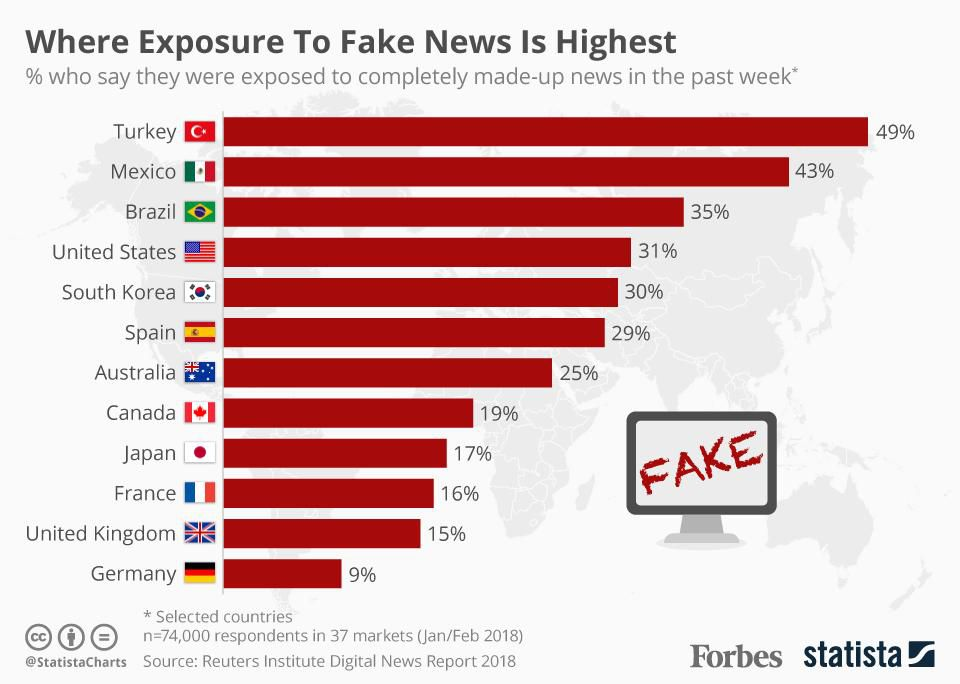 Where Exposure To Fake News Is Highest
% who say they were exposed to completely made-up news in the past week*
Turkey 49%
Mexico 43%
Brazil 35%
United States 31%
South Korea 30%
Spain 29%
Australia 25%
Canada 19%
Japan 17%
France 16%
United Kingdom 15%
Germany 9%
FAKE
* Selected countries
n=74,000 respondents in 37 markets (Jan/Feb 2018)
Source: Reuters Institute Digital News Report 2018
cc
@StatistaCharts
Forbes statista